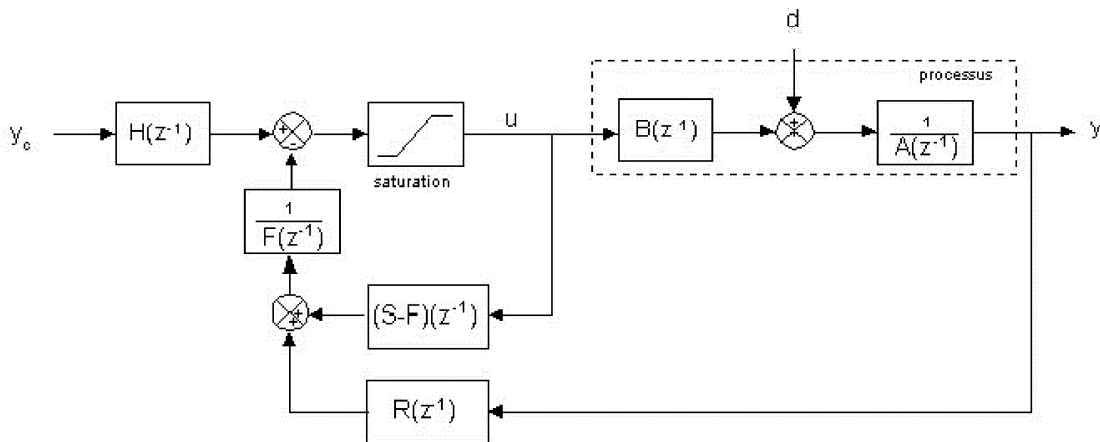 d
processus
y_c
H(z⁻¹)
+
-
u
B(z⁻¹)
+
+
1
A(z⁻¹)
y
saturation
1
F(z⁻¹)
+
+
(S-F)(z⁻¹)
R(z⁻¹)